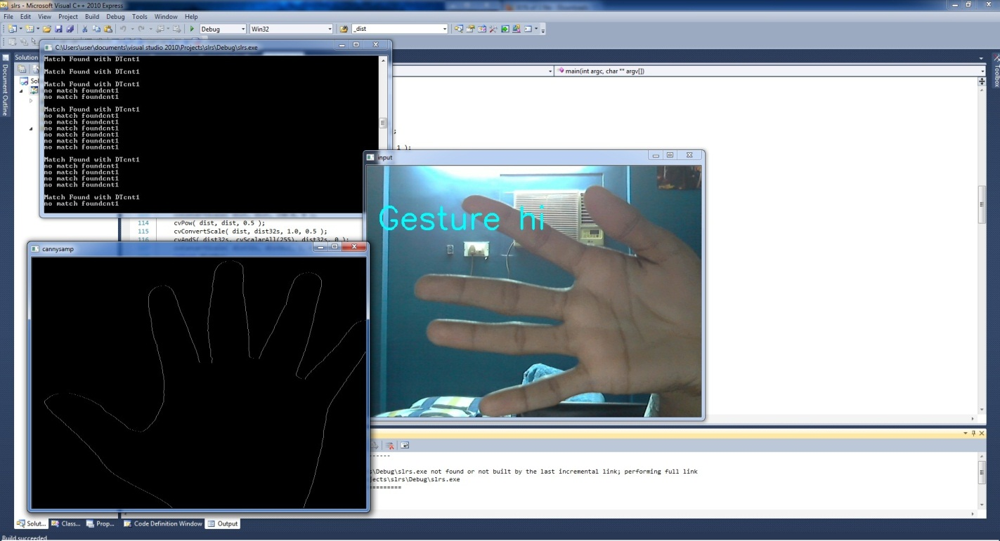 slrs - Microsoft Visual C++ 2010 Express
File Edit View Project Build Debug Tools Window Help
Debug Win32 _dist
C:\Users\user\documents\visual studio 2010\Projects\slrs\Debug\slrs.exe
Solution
Document Outline
Toolbox
main(int argc, char ** argv[])
Match Found with DTcnt1
Match Found with DTcnt1
Match Found with DTcnt1
no match foundcnt1
no match foundcnt1
Match Found with DTcnt1
no match foundcnt1
no match foundcnt1
no match foundcnt1
no match foundcnt1
no match foundcnt1
no match foundcnt1
Match Found with DTcnt1
no match foundcnt1
no match foundcnt1
no match foundcnt1
no match foundcnt1
Match Found with DTcnt1
no match foundcnt1
;
1 );
input
Gesture hi
114 cvPow( dist, dist, 0.5 );
115 cvConvertScale( dist, dist32s, 1.0, 0.5 );
116 cvAndS( dist32s, cvScalarAll(255), dist32s, 0 );
cannysamp
s\Debug\slrs.exe not found or not built by the last incremental link; performing full link
jects\slrs\Debug\slrs.exe
==========
Solut... Class... Prop... Code Definition Window Output
Build succeeded